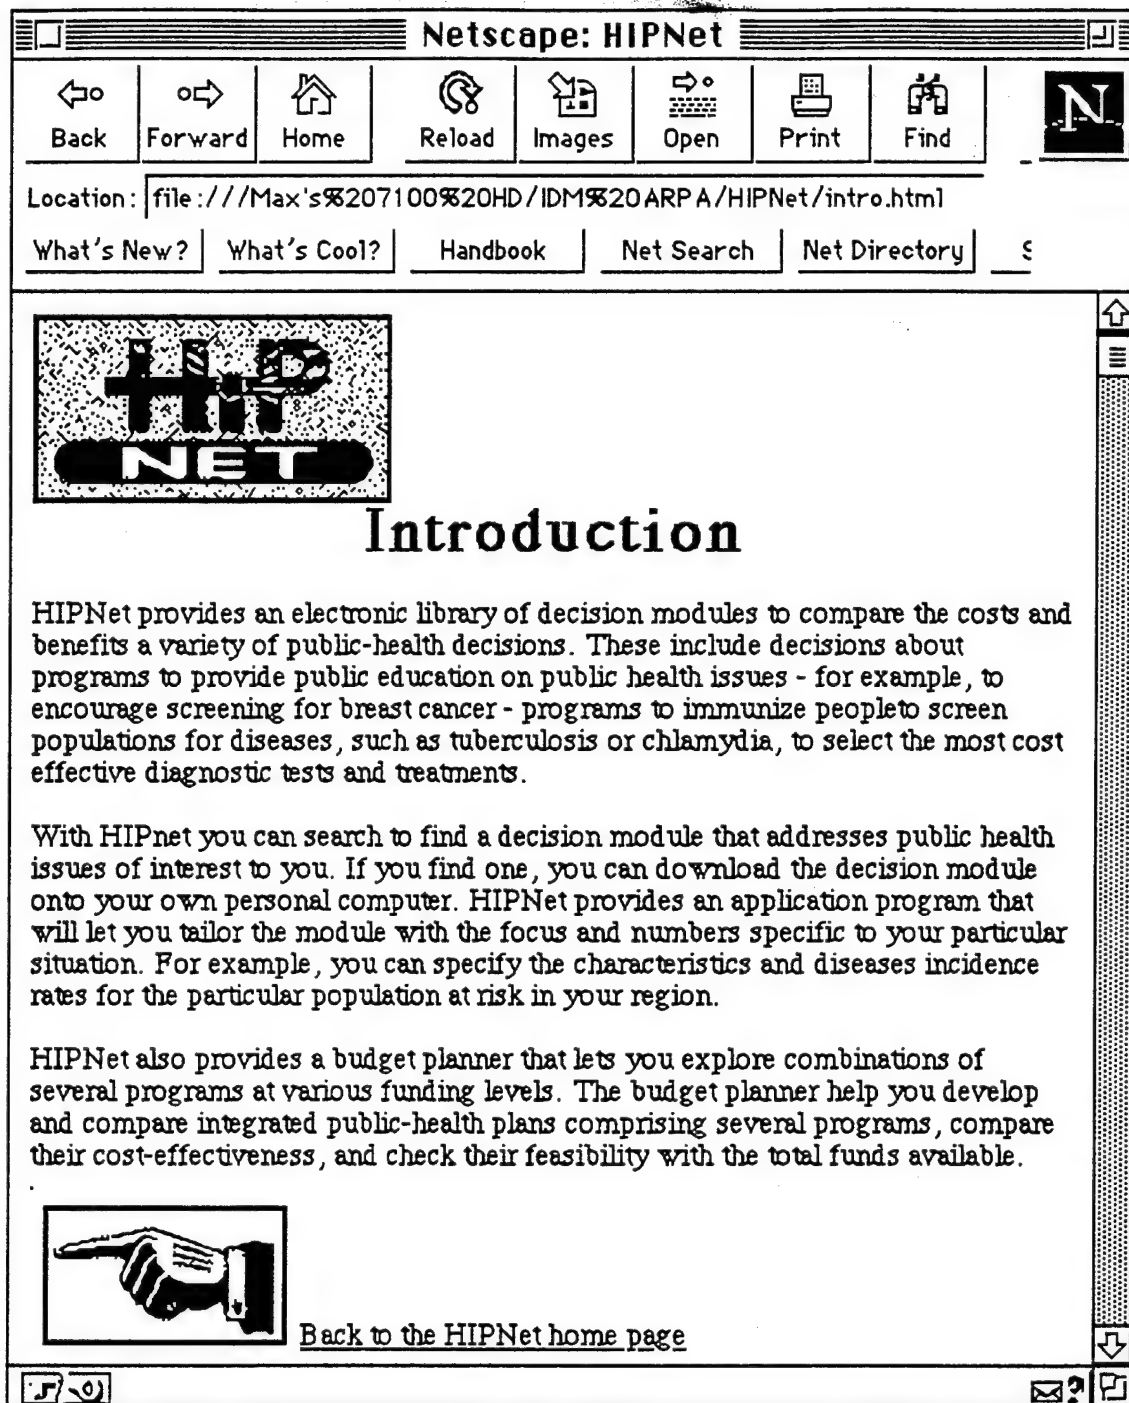 Netscape: HIPNet
Back Forward Home Reload Images Open Print Find N
Location: file:///Max's%207100%20HD/IDM%20ARPA/HIPNet/intro.html
What's New? What's Cool? Handbook Net Search Net Directory
HiP
NET
Introduction
HIPNet provides an electronic library of decision modules to compare the costs and
benefits a variety of public-health decisions. These include decisions about
programs to provide public education on public health issues - for example, to
encourage screening for breast cancer - programs to immunize peopleto screen
populations for diseases, such as tuberculosis or chlamydia, to select the most cost
effective diagnostic tests and treatments.
With HIPnet you can search to find a decision module that addresses public health
issues of interest to you. If you find one, you can download the decision module
onto your own personal computer. HIPNet provides an application program that
will let you tailor the module with the focus and numbers specific to your particular
situation. For example, you can specify the characteristics and diseases incidence
rates for the particular population at risk in your region.
HIPNet also provides a budget planner that lets you explore combinations of
several programs at various funding levels. The budget planner help you develop
and compare integrated public-health plans comprising several programs, compare
their cost-effectiveness, and check their feasibility with the total funds available.
.
Back to the HIPNet home page